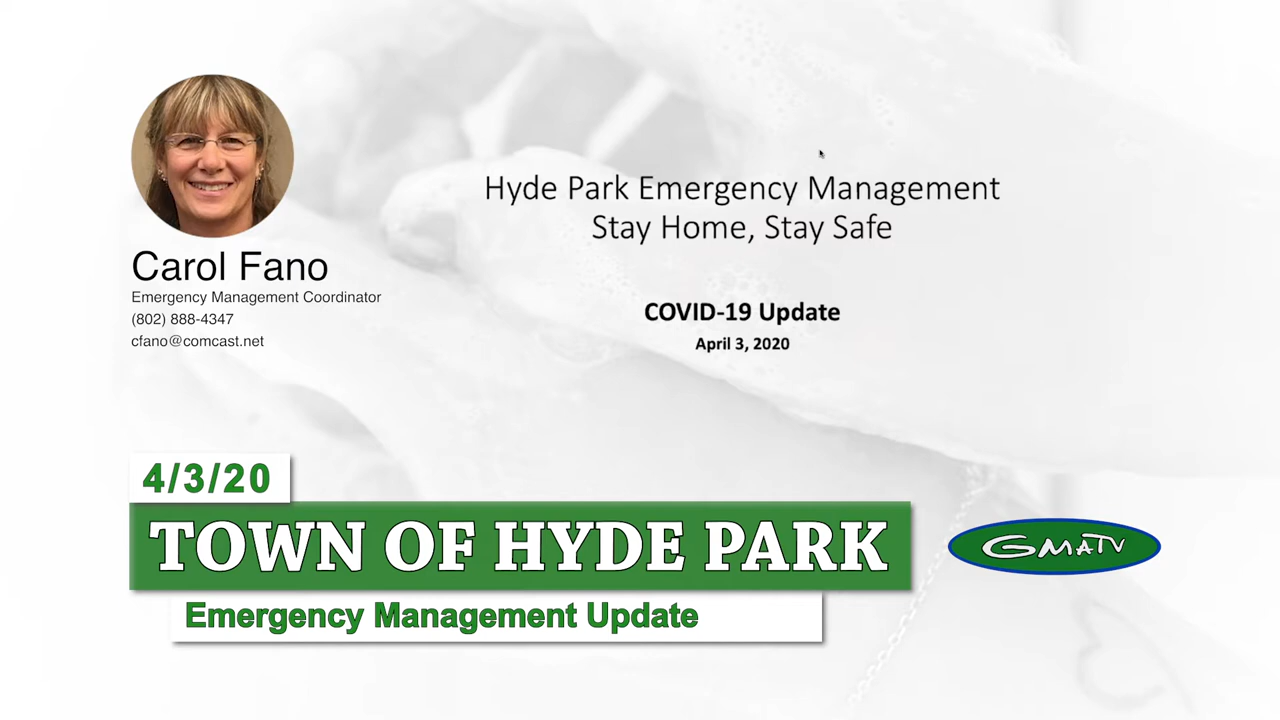 Hyde Park Emergency Management
Stay Home, Stay Safe
COVID-19 Update
April 3, 2020
Carol Fano
Emergency Management Coordinator
(802) 888-4347
cfano@comcast.net
4/3/20
TOWN OF HYDE PARK
GMATV
Emergency Management Update